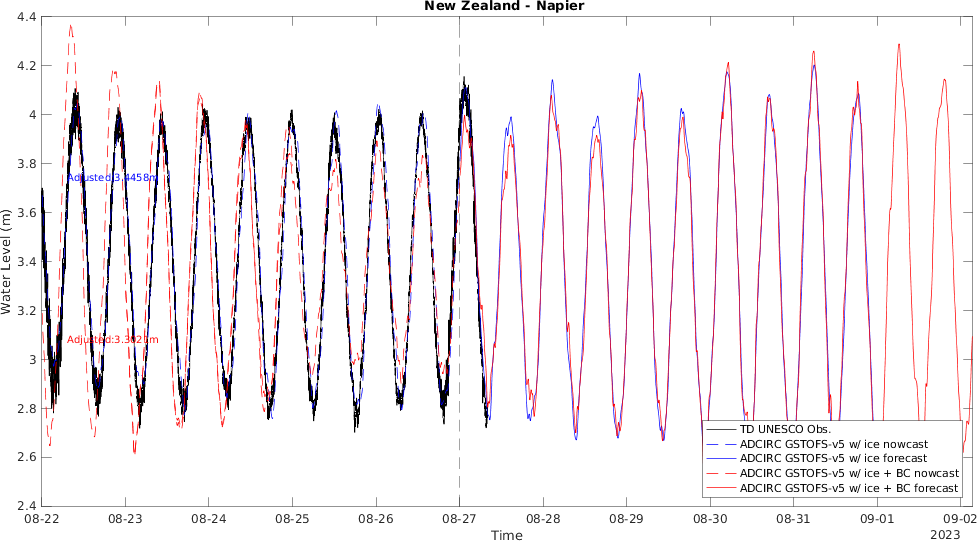 New Zealand - Napier
4.4
4.2
4
3.8
3.6
3.4
3.2
3
2.8
2.6
2.4
Water Level (m)
Adjusted:3.4458m
TD UNESCO Obs.
ADCIRC GSTOFS-v5 w/ ice nowcast
ADCIRC GSTOFS-v5 w/ ice forecast
ADCIRC GSTOFS-v5 w/ ice + BC nowcast
ADCIRC GSTOFS-v5 w/ ice + BC forecast
08-22 08-23 08-24 08-25 08-26 08-27 08-28 08-29 08-30 08-31 09-01 09-02
Time
2023